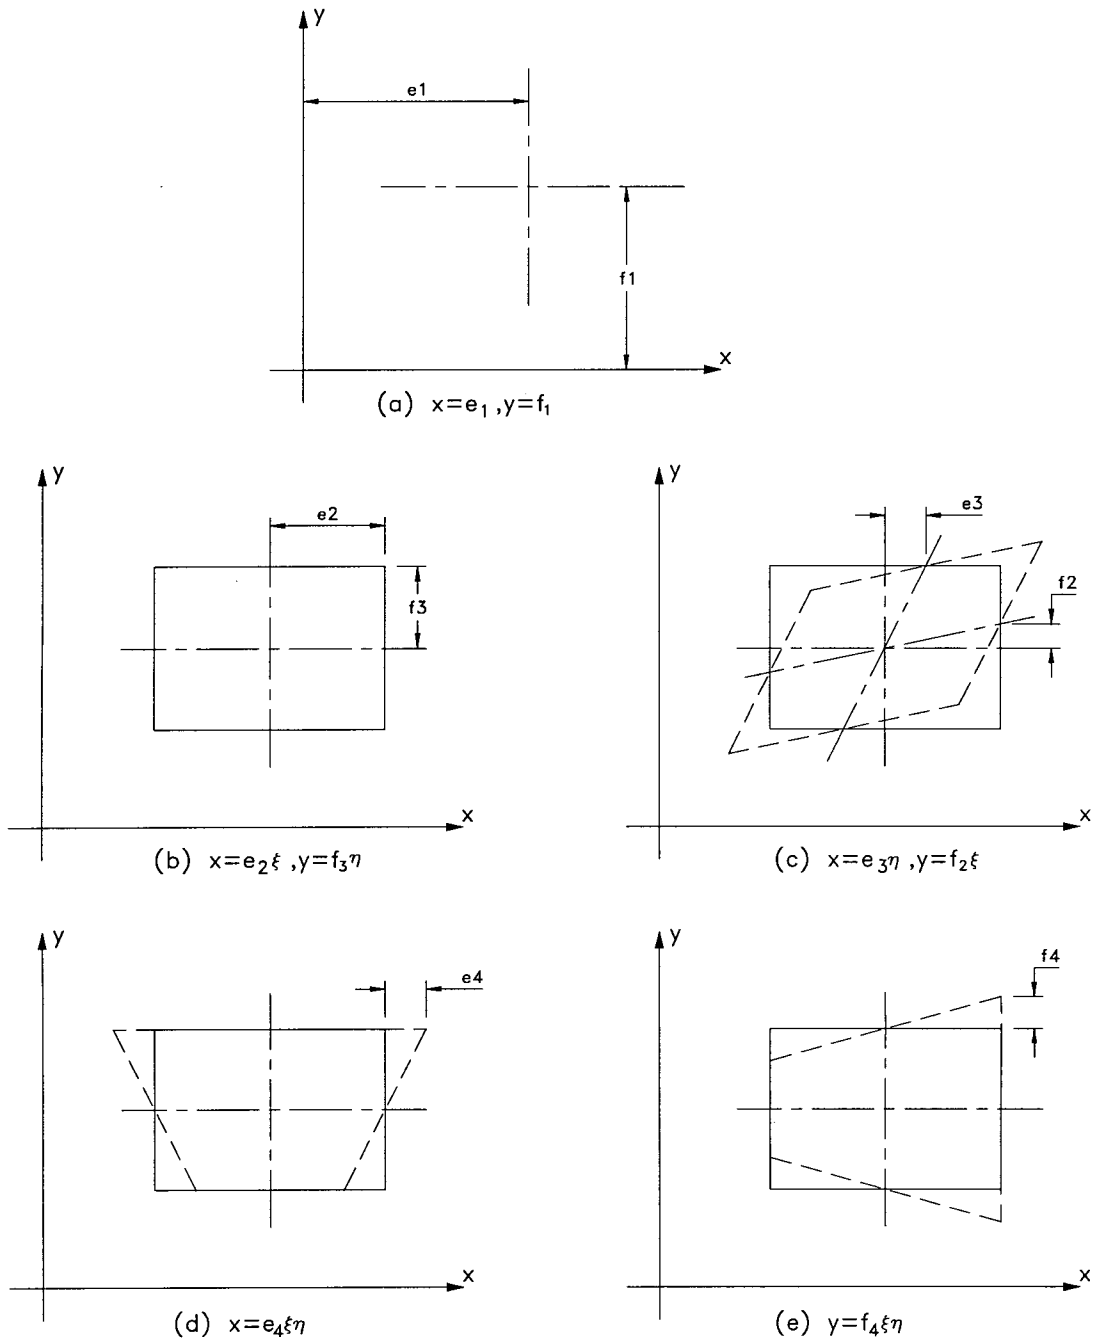 y
e1
f1
x
(a) x=e₁ ,y=f₁
y
e2
f3
x
(b) x=e₂ξ ,y=f₃η
y
e3
f2
x
(c) x=e₃η ,y=f₂ξ
y
e4
x
(d) x=e₄ξη
y
f4
x
(e) y=f₄ξη